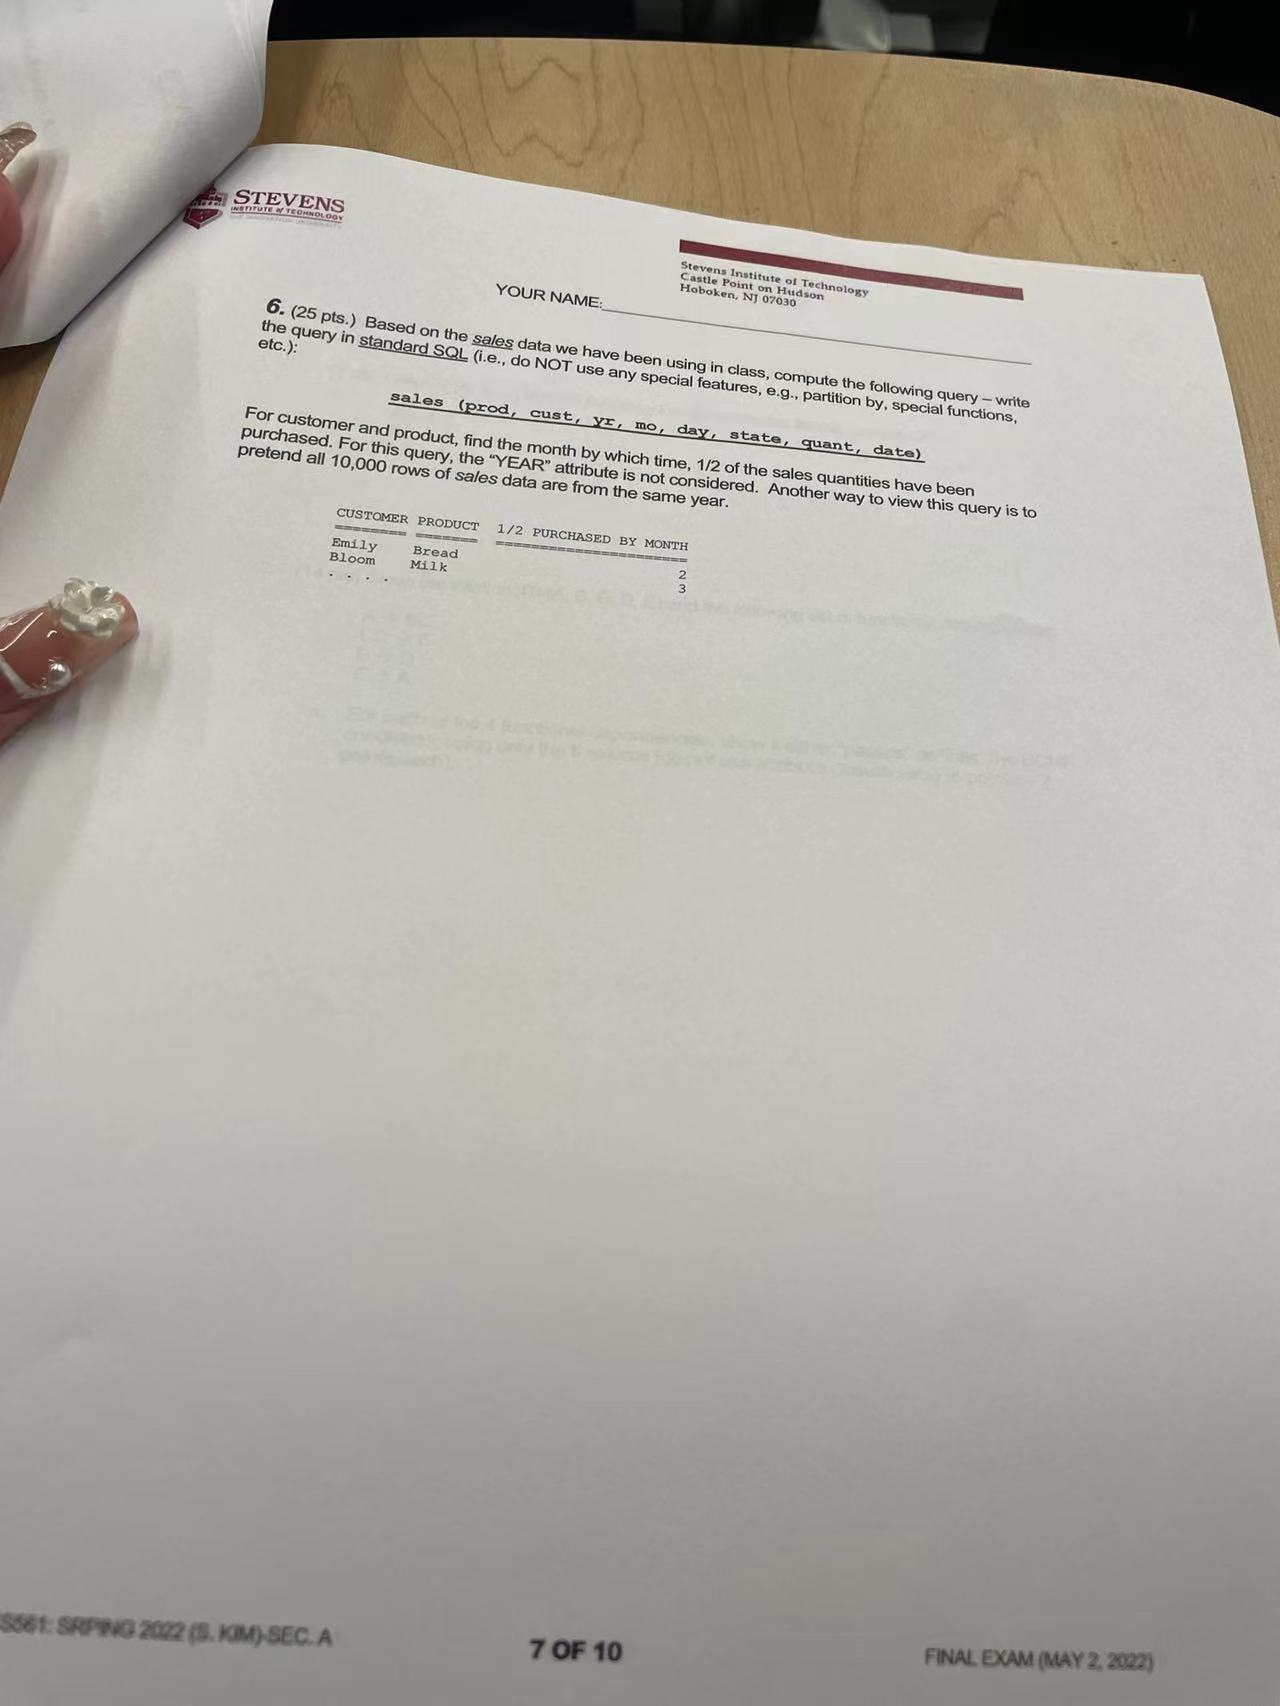 STEVENS
INSTITUTE of TECHNOLOGY
Stevens Institute of Technology
Castle Point on Hudson
Hoboken, NJ 07030
YOUR NAME:
6. (25 pts.) Based on the sales data we have been using in class, compute the following query – write
the query in standard SQL (i.e., do NOT use any special features, e.g., partition by, special functions,
etc.):
sales (prod, cust, yr, mo, day, state, quant, date)
For customer and product, find the month by which time, 1/2 of the sales quantities have been
purchased. For this query, the “YEAR” attribute is not considered. Another way to view this query is to
pretend all 10,000 rows of sales data are from the same year.
CUSTOMER PRODUCT 1/2 PURCHASED BY MONTH
======== ======= ======================
Emily Bread 2
Bloom Milk 3
. . . .
S561: SRPING 2022 (S. KIM)-SEC. A
7 OF 10
FINAL EXAM (MAY 2, 2022)